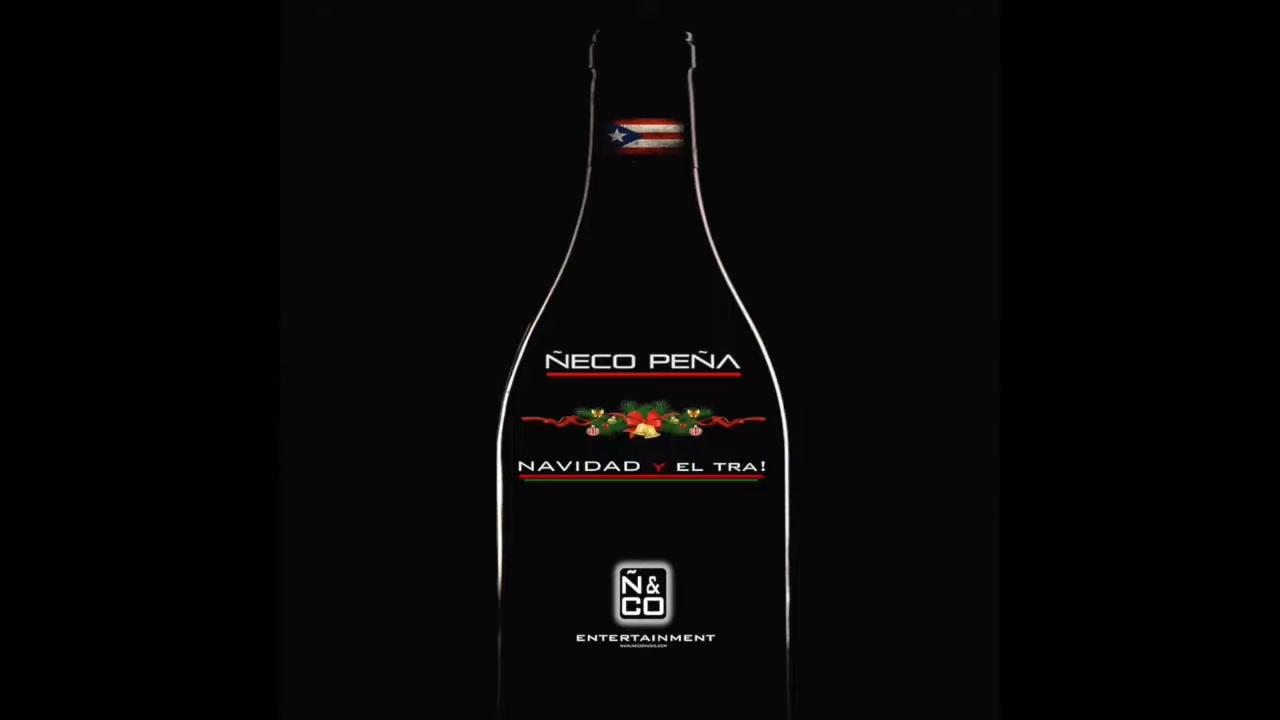 ÑECO PEÑA
NAVIDAD Y EL TRA!
Ñ &
CO
ENTERTAINMENT